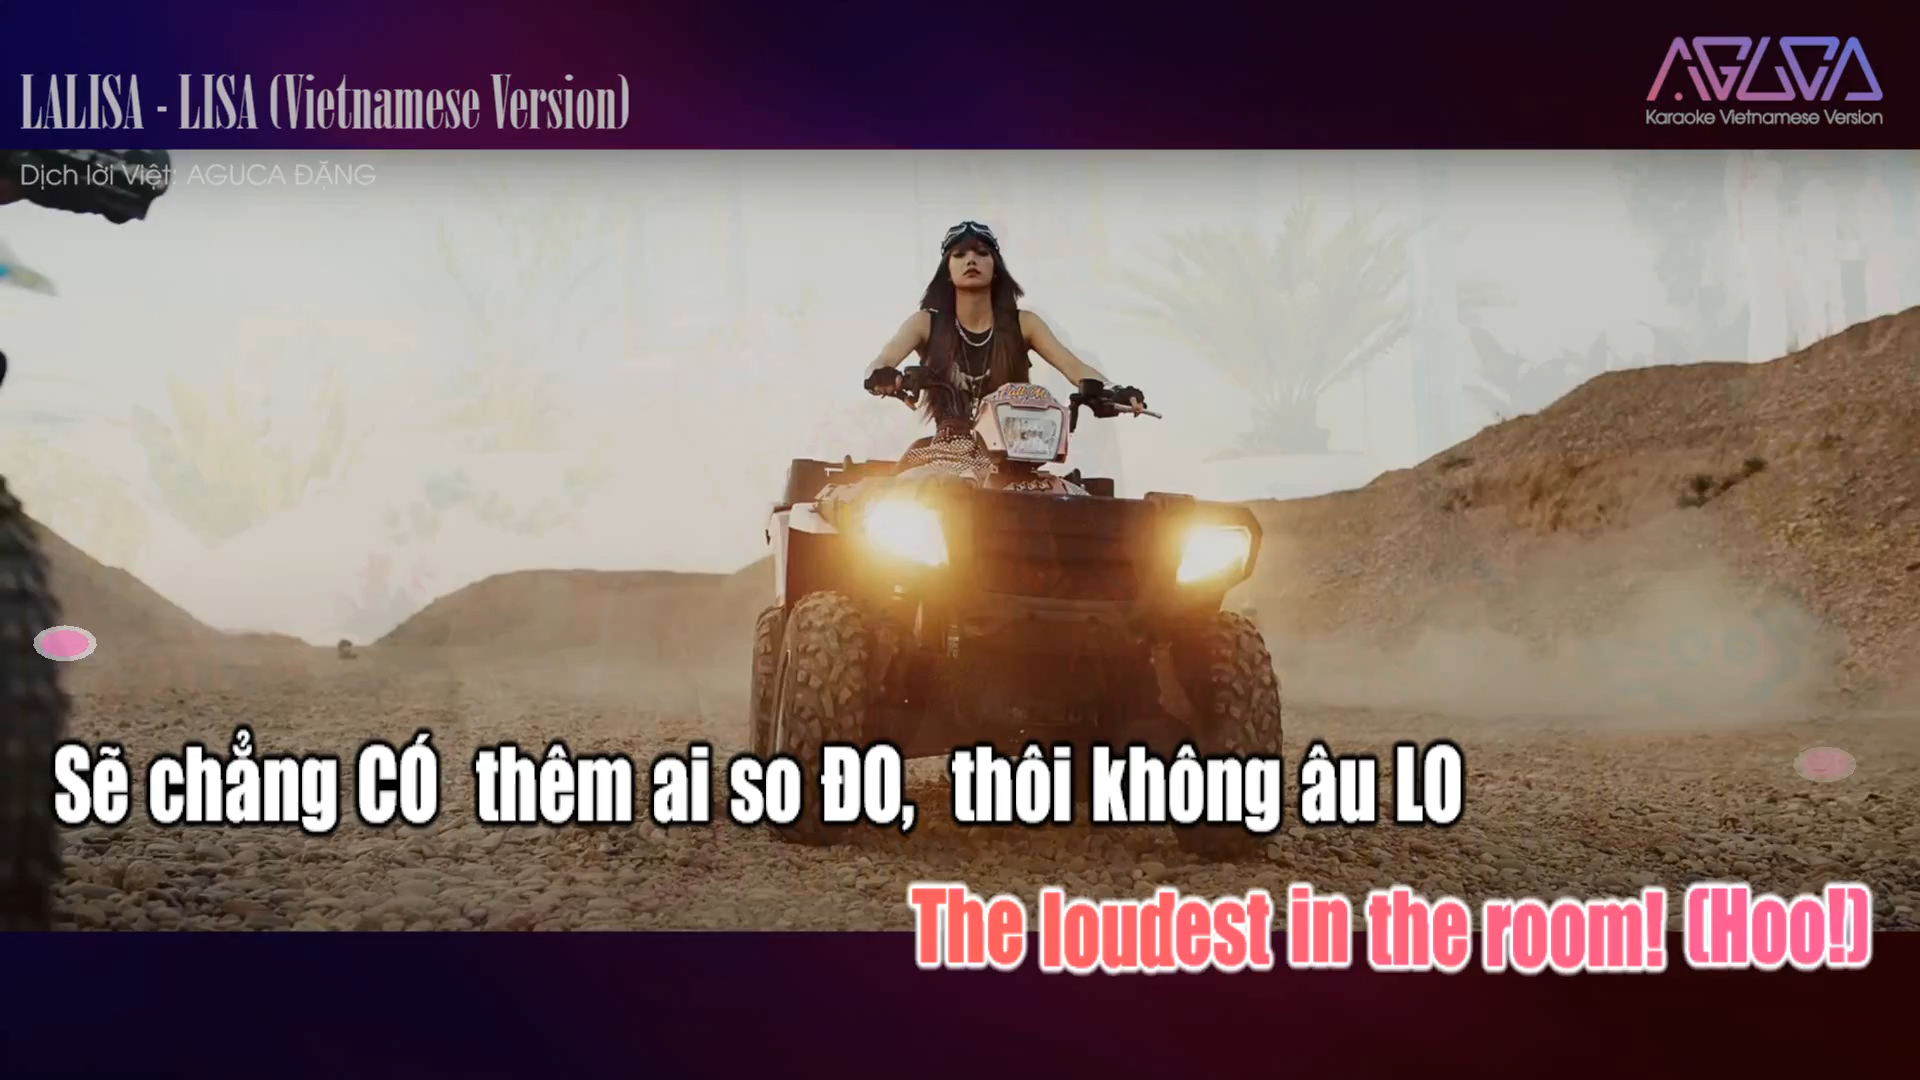 LALISA - LISA (Vietnamese Version)
AGUCA
Karaoke Vietnamese Version
Dịch lời Việt: AGUCA ĐẶNG
Sẽ chẳng CÓ thêm ai so ĐO, thôi không âu LO
The loudest in the room! (Hoo!)